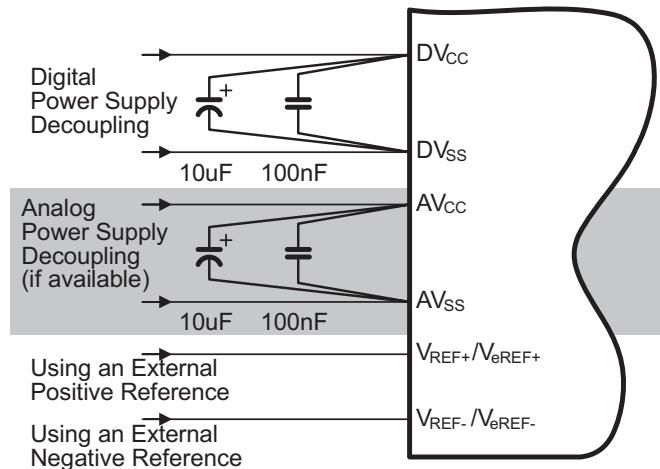 Digital
Power Supply
Decoupling
+
10uF 100nF
DVCC
DVSS
Analog
Power Supply
Decoupling
(if available)
+
10uF 100nF
AVCC
AVSS
Using an External
Positive Reference
VREF+/VeREF+
Using an External
Negative Reference
VREF-/VeREF-